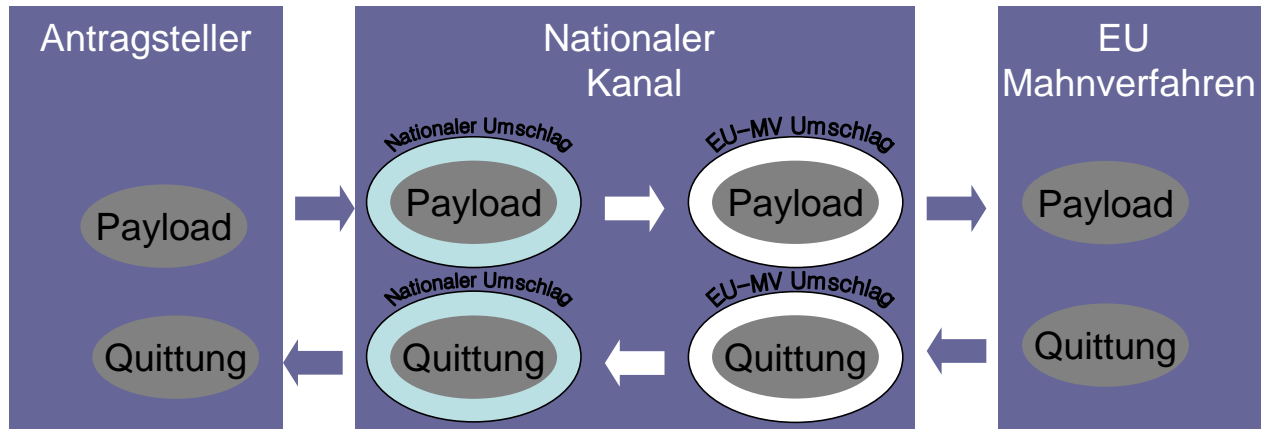 Antragsteller
Nationaler
Kanal
EU
Mahnverfahren
Nationaler Umschlag
EU-MV Umschlag
Payload
Payload
Payload
Payload
Nationaler Umschlag
EU-MV Umschlag
Quittung
Quittung
Quittung
Quittung